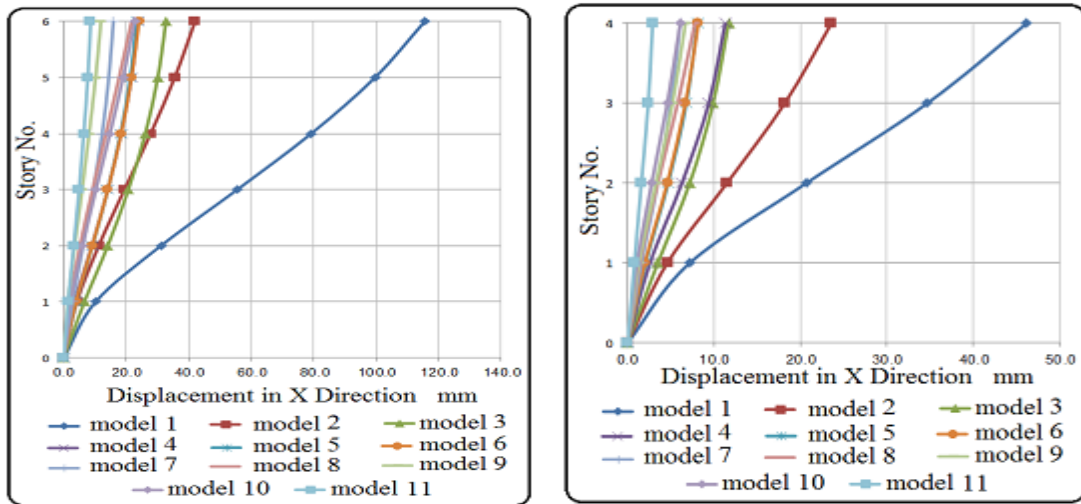 6
5
4
3
2
1
0
Story No.
0.0 20.0 40.0 60.0 80.0 100.0 120.0 140.0
Displacement in X Direction mm
model 1 model 2 model 3
model 4 model 5 model 6
model 7 model 8 model 9
model 10 model 11
4
3
2
1
0
Story No.
0.0 10.0 20.0 30.0 40.0 50.0
Displacement in X Direction mm
model 1 model 2 model 3
model 4 model 5 model 6
model 7 model 8 model 9
model 10 model 11